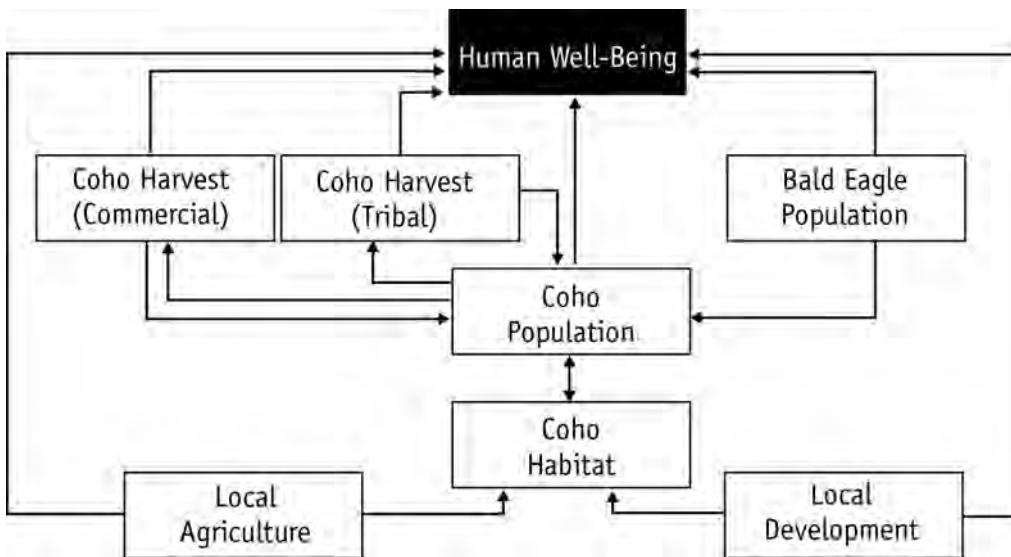 Human Well-Being
Coho Harvest
(Commercial)
Coho Harvest
(Tribal)
Bald Eagle
Population
Coho
Population
Coho
Habitat
Local
Agriculture
Local
Development